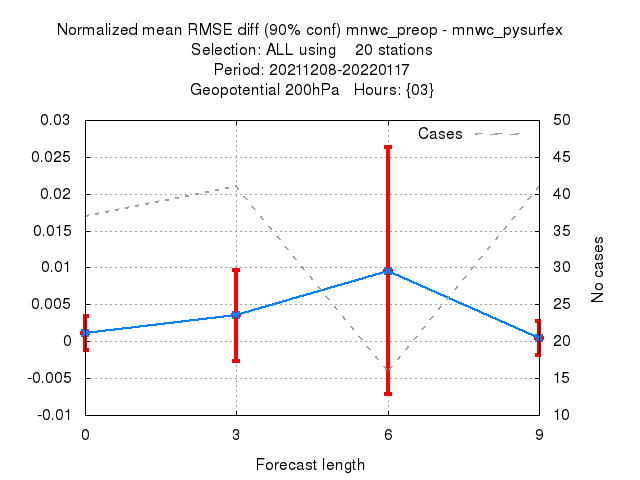 Normalized mean RMSE diff (90% conf) mnwc_preop - mnwc_pysurfex
Selection: ALL using    20 stations
Period: 20211208-20220117
Geopotential 200hPa   Hours: {03}
0.03
0.025
0.02
0.015
0.01
0.005
0
-0.005
-0.01
Cases
50
45
40
35
30
25
20
15
10
No cases
0 3 6 9
Forecast length